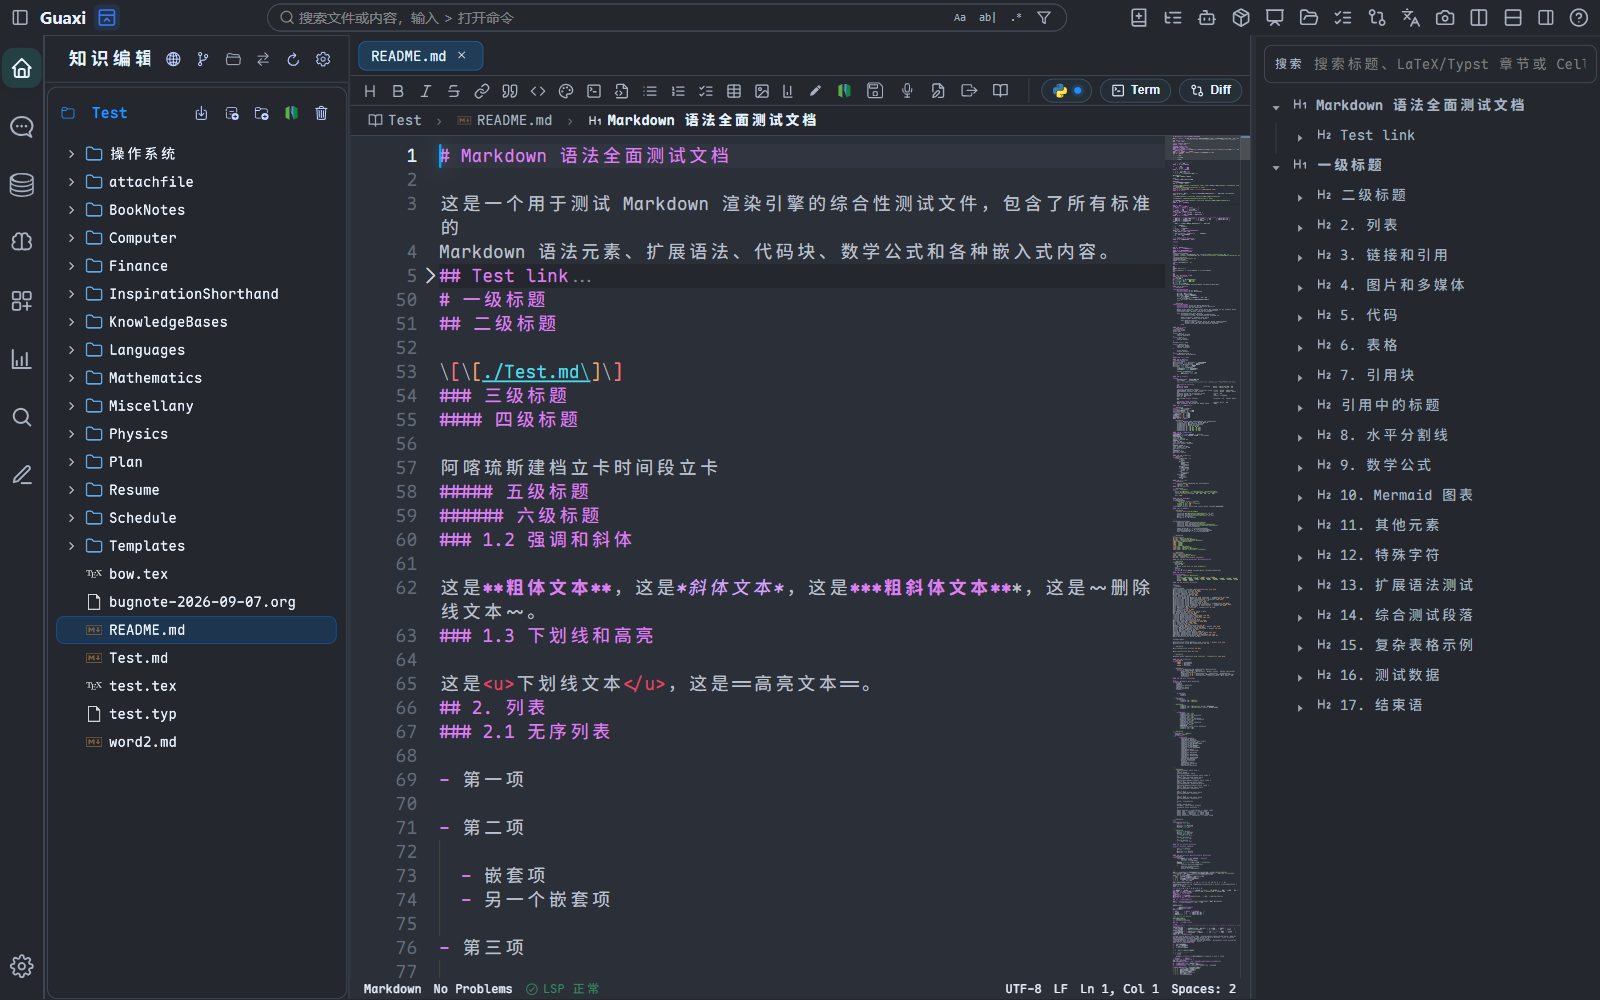 Guaxi
搜索文件或内容，输入 > 打开命令
Aa ab| .*
知识编辑
README.md ×
搜索 搜索标题、LaTeX/Typst 章节或 Cell
Term
Diff
Test
Test › README.md › H1 Markdown 语法全面测试文档
操作系统
attachfile
BookNotes
Computer
Finance
InspirationShorthand
KnowledgeBases
Languages
Mathematics
Miscellany
Physics
Plan
Resume
Schedule
Templates
TEX bow.tex
bugnote-2026-09-07.org
README.md
Test.md
TEX test.tex
test.typ
word2.md
1 # Markdown 语法全面测试文档
2
3 这是一个用于测试 Markdown 渲染引擎的综合性测试文件，包含了所有标准
的
4 Markdown 语法元素、扩展语法、代码块、数学公式和各种嵌入式内容。
5 ## Test link...
50 # 一级标题
51 ## 二级标题
52
53 \[\[./Test.md\]\]
54 ### 三级标题
55 #### 四级标题
56
57 阿喀琉斯建档立卡时间段立卡
58 ##### 五级标题
59 ###### 六级标题
60 ### 1.2 强调和斜体
61
62 这是**粗体文本**，这是*斜体文本*，这是***粗斜体文本***，这是~~删除
线文本~~。
63 ### 1.3 下划线和高亮
64
65 这是<u>下划线文本</u>，这是==高亮文本==。
66 ## 2. 列表
67 ### 2.1 无序列表
68
69 - 第一项
70
71 - 第二项
72
73 - 嵌套项
74 - 另一个嵌套项
75
76 - 第三项
77
H1 Markdown 语法全面测试文档
H2 Test link
H1 一级标题
H2 二级标题
H2 2. 列表
H2 3. 链接和引用
H2 4. 图片和多媒体
H2 5. 代码
H2 6. 表格
H2 7. 引用块
H2 引用中的标题
H2 8. 水平分割线
H2 9. 数学公式
H2 10. Mermaid 图表
H2 11. 其他元素
H2 12. 特殊字符
H2 13. 扩展语法测试
H2 14. 综合测试段落
H2 15. 复杂表格示例
H2 16. 测试数据
H2 17. 结束语
Markdown No Problems LSP 正常
UTF-8 LF Ln 1, Col 1 Spaces: 2